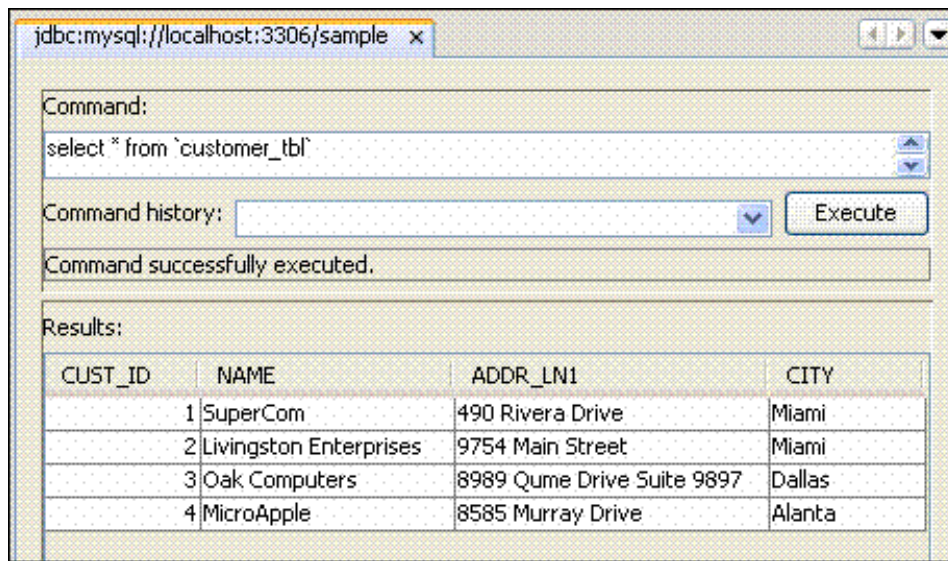 jdbc:mysql://localhost:3306/sample x
Command:
select * from `customer_tbl`
Command history:
Execute
Command successfully executed.
Results:
CUST_ID NAME ADDR_LN1 CITY
1 SuperCom 490 Rivera Drive Miami
2 Livingston Enterprises 9754 Main Street Miami
3 Oak Computers 8989 Qume Drive Suite 9897 Dallas
4 MicroApple 8585 Murray Drive Alanta